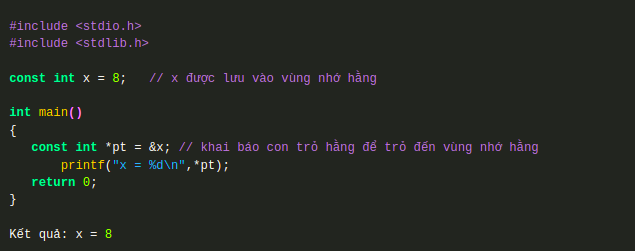 #include <stdio.h>
#include <stdlib.h>
const int x = 8;   // x được lưu vào vùng nhớ hằng
int main()
{
   const int *pt = &x; // khai báo con trỏ hằng để trỏ đến vùng nhớ hằng
       printf("x = %d\n",*pt);
   return 0;
}
Kết quả: x = 8